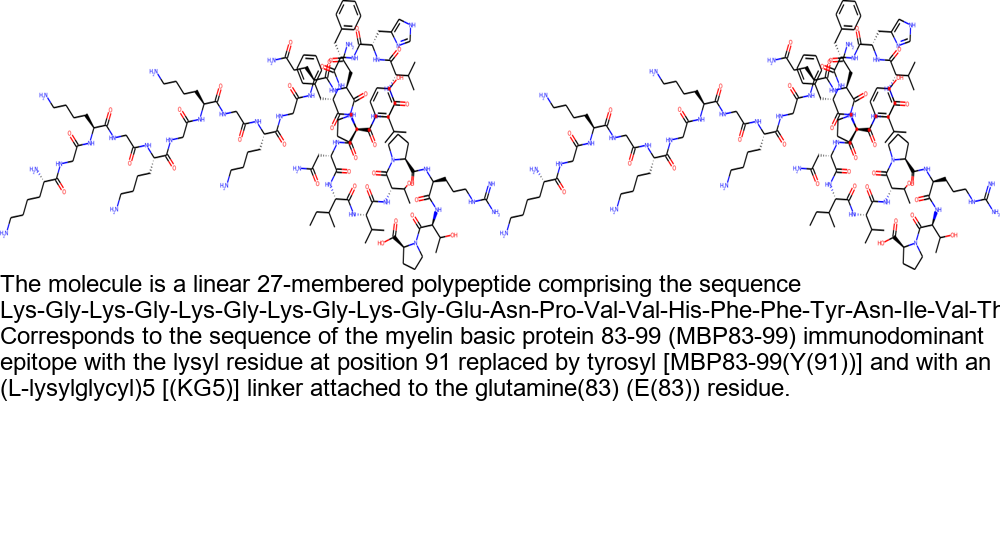 The molecule is a linear 27-membered polypeptide comprising the sequence
Lys-Gly-Lys-Gly-Lys-Gly-Lys-Gly-Lys-Gly-Glu-Asn-Pro-Val-Val-His-Phe-Phe-Tyr-Asn-Ile-Val-Th
Corresponds to the sequence of the myelin basic protein 83-99 (MBP83-99) immunodominant
epitope with the lysyl residue at position 91 replaced by tyrosyl [MBP83-99(Y(91))] and with an
(L-lysylglycyl)5 [(KG5)] linker attached to the glutamine(83) (E(83)) residue.